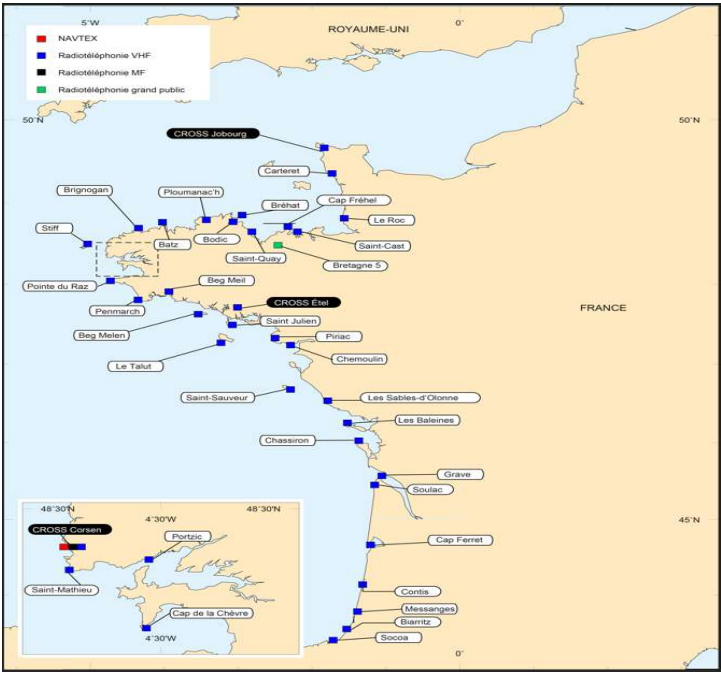 5°W
0°
ROYAUME-UNI
NAVTEX
Radiotéléphonie VHF
Radiotéléphonie MF
Radiotéléphonie grand public
50°N
50°N
CROSS Jobourg
Carteret
Cap Fréhel
Ploumanac'h
Brignogan
Bréhat
Le Roc
Stiff
Batz
Bodic
Saint-Cast
Saint-Quay
Bretagne 5
Pointe du Raz
Beg Meil
Penmarch
CROSS Étel
FRANCE
Saint Julien
Beg Melen
Piriac
Chemoulin
Le Talut
Saint-Sauveur
Les Sables-d'Olonne
Les Baleines
Chassiron
Grave
Soulac
48°30'N
48°30'N
4°30'W
45°N
CROSS Corsen
Portzic
Cap Ferret
Saint-Mathieu
Contis
Cap de la Chèvre
Messanges
Biarritz
4°30'W
Socoa
0°